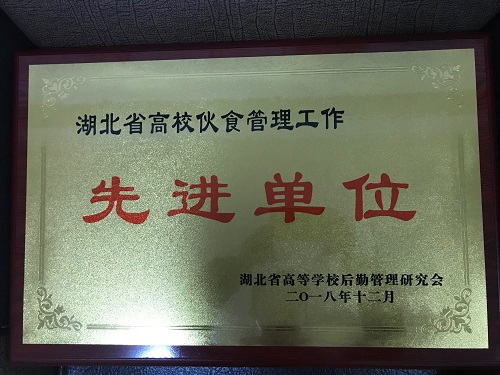 湖北省高校伙食管理工作
先进单位
湖北省高等学校后勤管理研究会
二〇一八年十二月